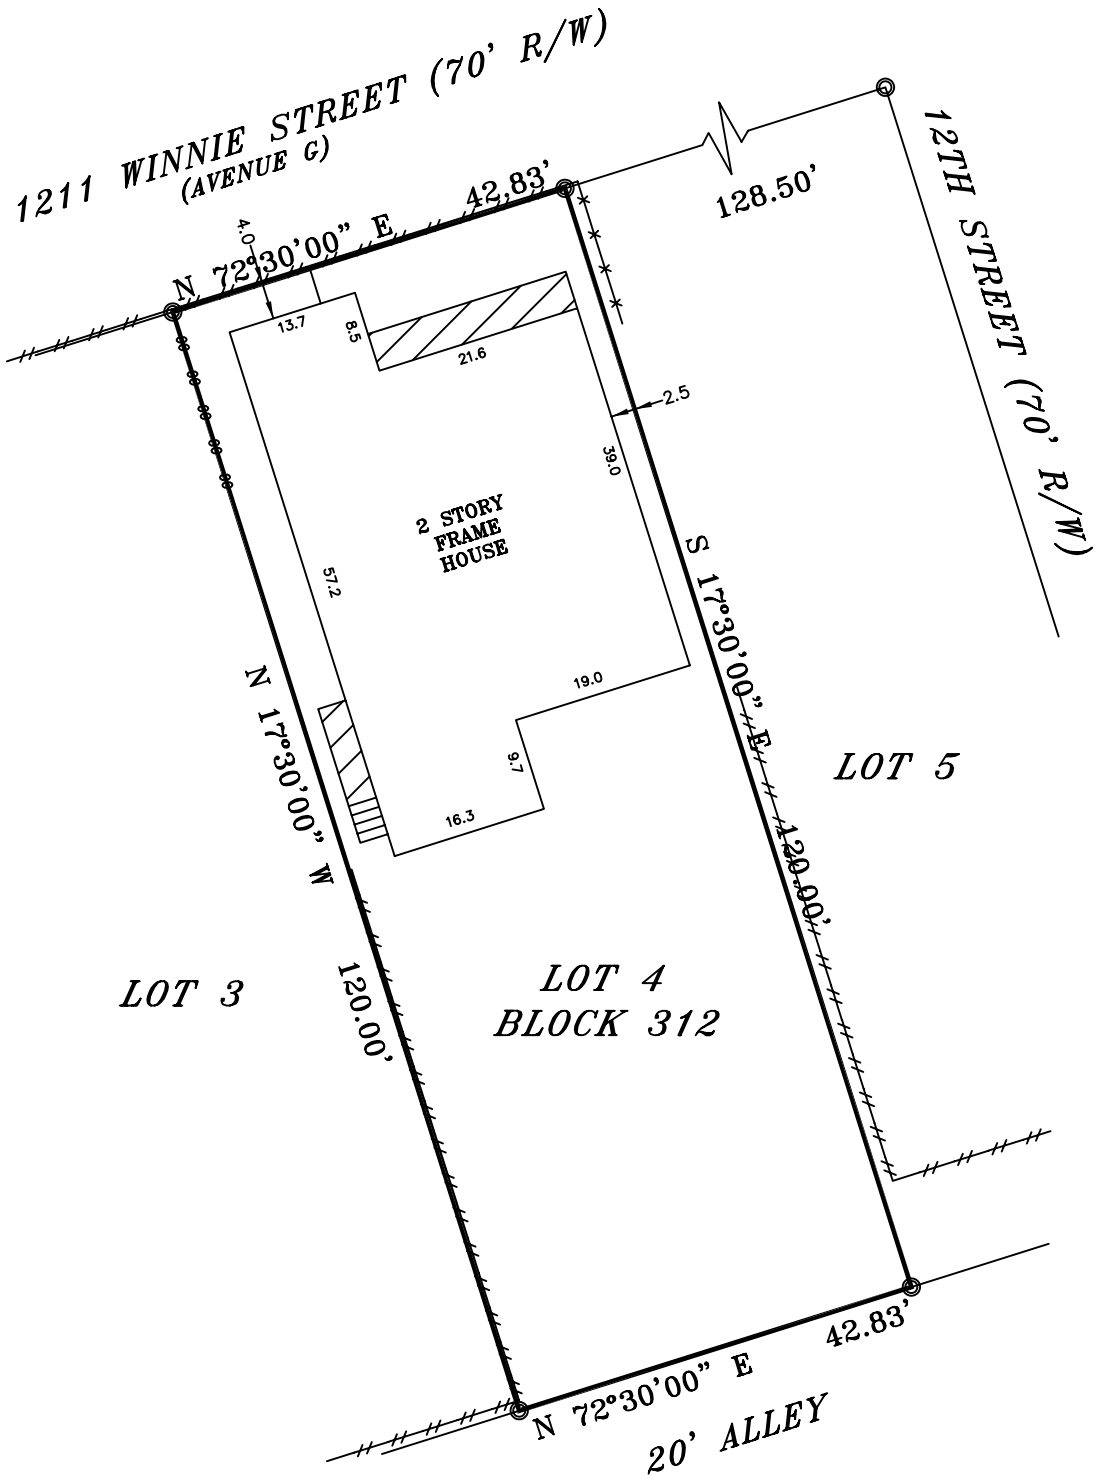 1211 WINNIE STREET (70' R/W)
(AVENUE G)
N 72°30'00" E
42.83'
128.50'
12TH STREET (70' R/W)
4.0
13.7
8.5
21.6
2.5
39.0
2 STORY
FRAME
HOUSE
57.2
S 17°30'00" E
120.00'
19.0
9.7
16.3
N 17°30'00" W
120.00'
LOT 5
LOT 3
LOT 4
BLOCK 312
42.83'
N 72°30'00" E
20' ALLEY